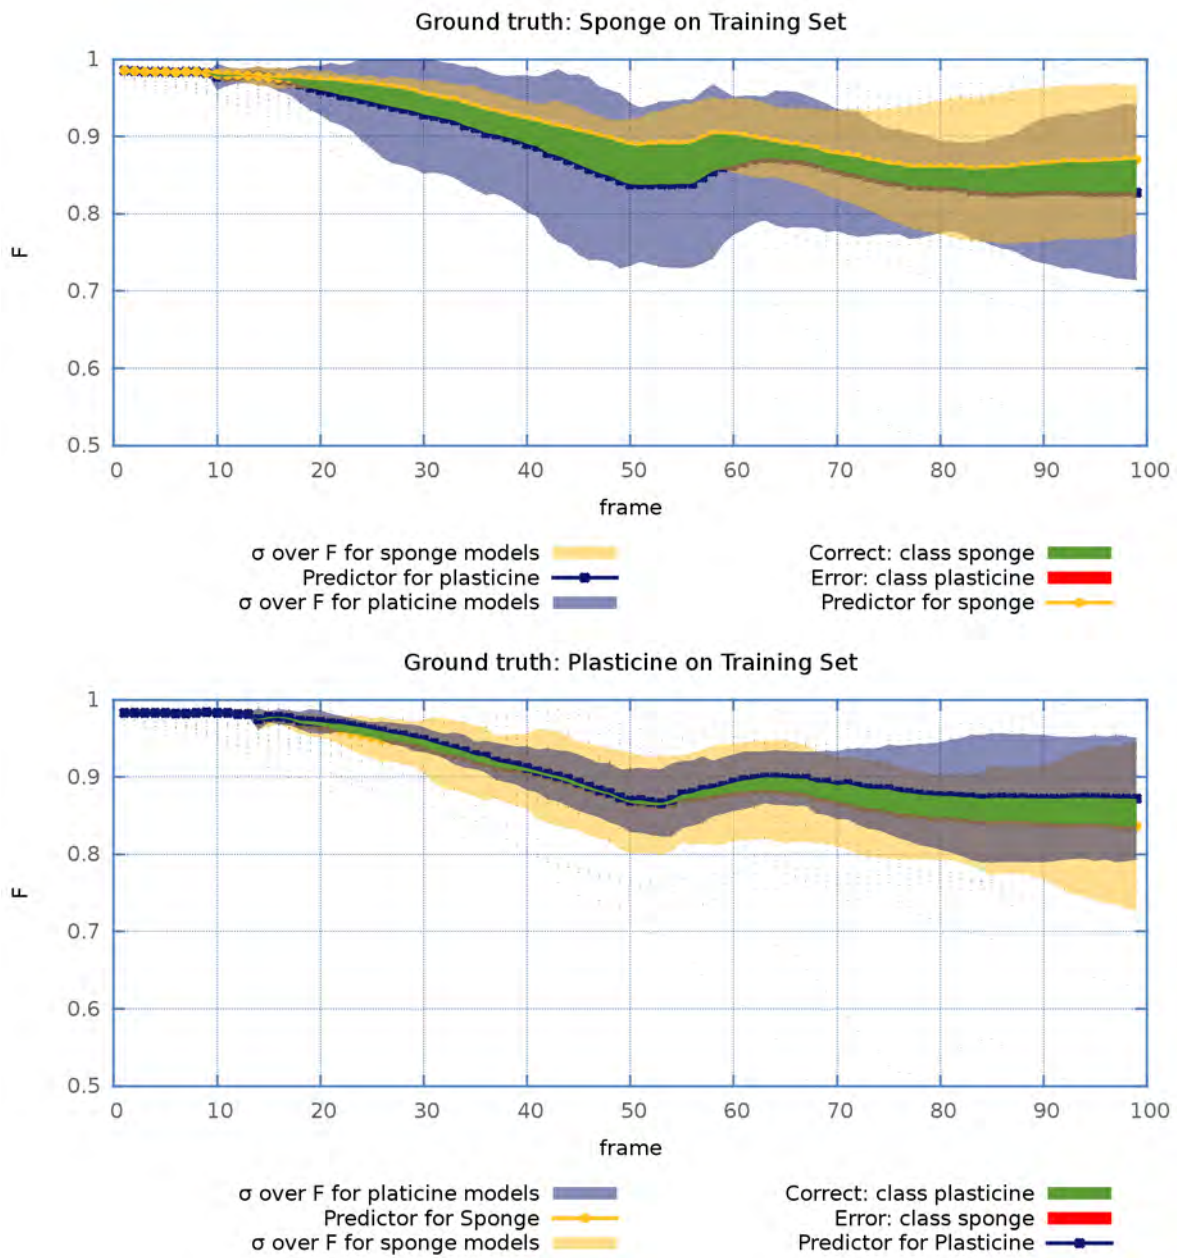 Ground truth: Sponge on Training Set
1
0.9
0.8
0.7
0.6
0.5
F
0 10 20 30 40 50 60 70 80 90 100
frame
σ over F for sponge models
Predictor for plasticine
σ over F for platicine models
Correct: class sponge
Error: class plasticine
Predictor for sponge
Ground truth: Plasticine on Training Set
1
0.9
0.8
0.7
0.6
0.5
F
0 10 20 30 40 50 60 70 80 90 100
frame
σ over F for platicine models
Predictor for Sponge
σ over F for sponge models
Correct: class plasticine
Error: class sponge
Predictor for Plasticine